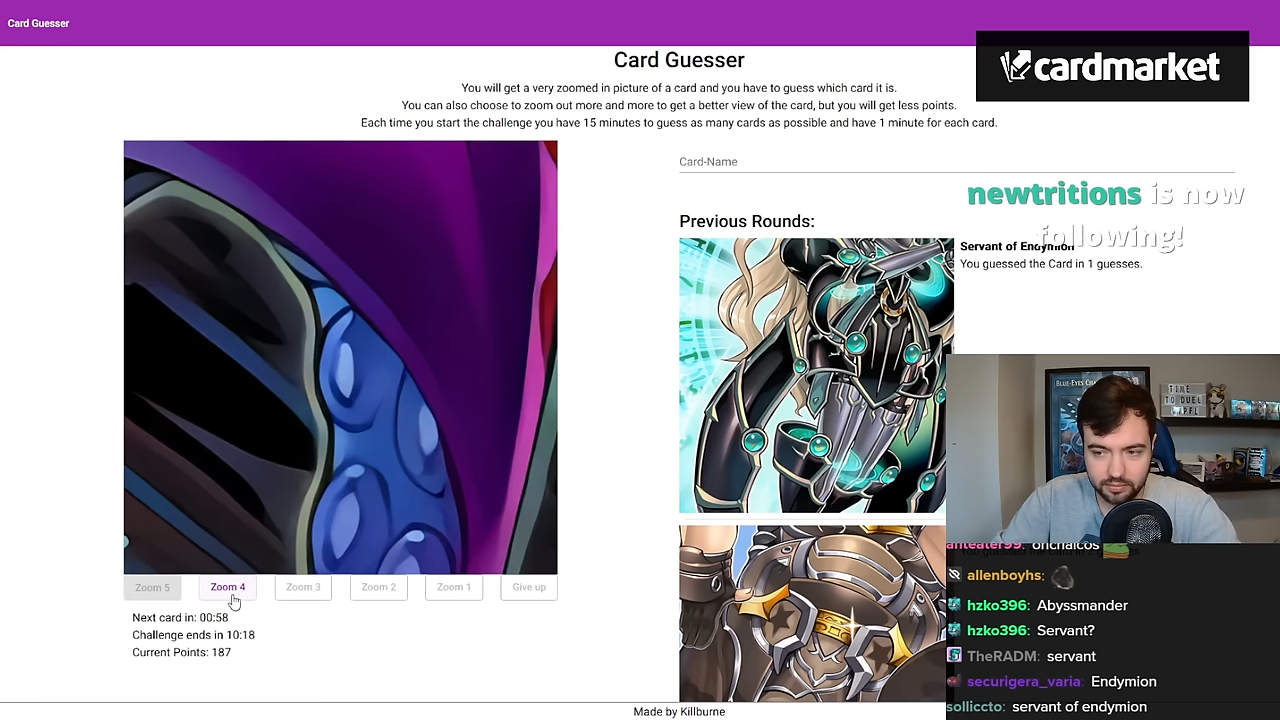 Card Guesser
Card Guesser
cardmarket
You will get a very zoomed in picture of a card and you have to guess which card it is.
You can also choose to zoom out more and more to get a better view of the card, but you will get less points.
Each time you start the challenge you have 15 minutes to guess as many cards as possible and have 1 minute for each card.
Card-Name
newtritions is now
following!
Previous Rounds:
Servant of Endymion
You guessed the Card in 1 guesses.
Zoom 5
Zoom 4
Zoom 3
Zoom 2
Zoom 1
Give up
Next card in: 00:58
Challenge ends in 10:18
Current Points: 187
TIME
TO DUEL
anteater99: orichalcos
allenboyhs:
hzko396: Abyssmander
hzko396: Servant?
TheRADM: servant
securigera_varia: Endymion
solliccto: servant of endymion
Made by Killburne